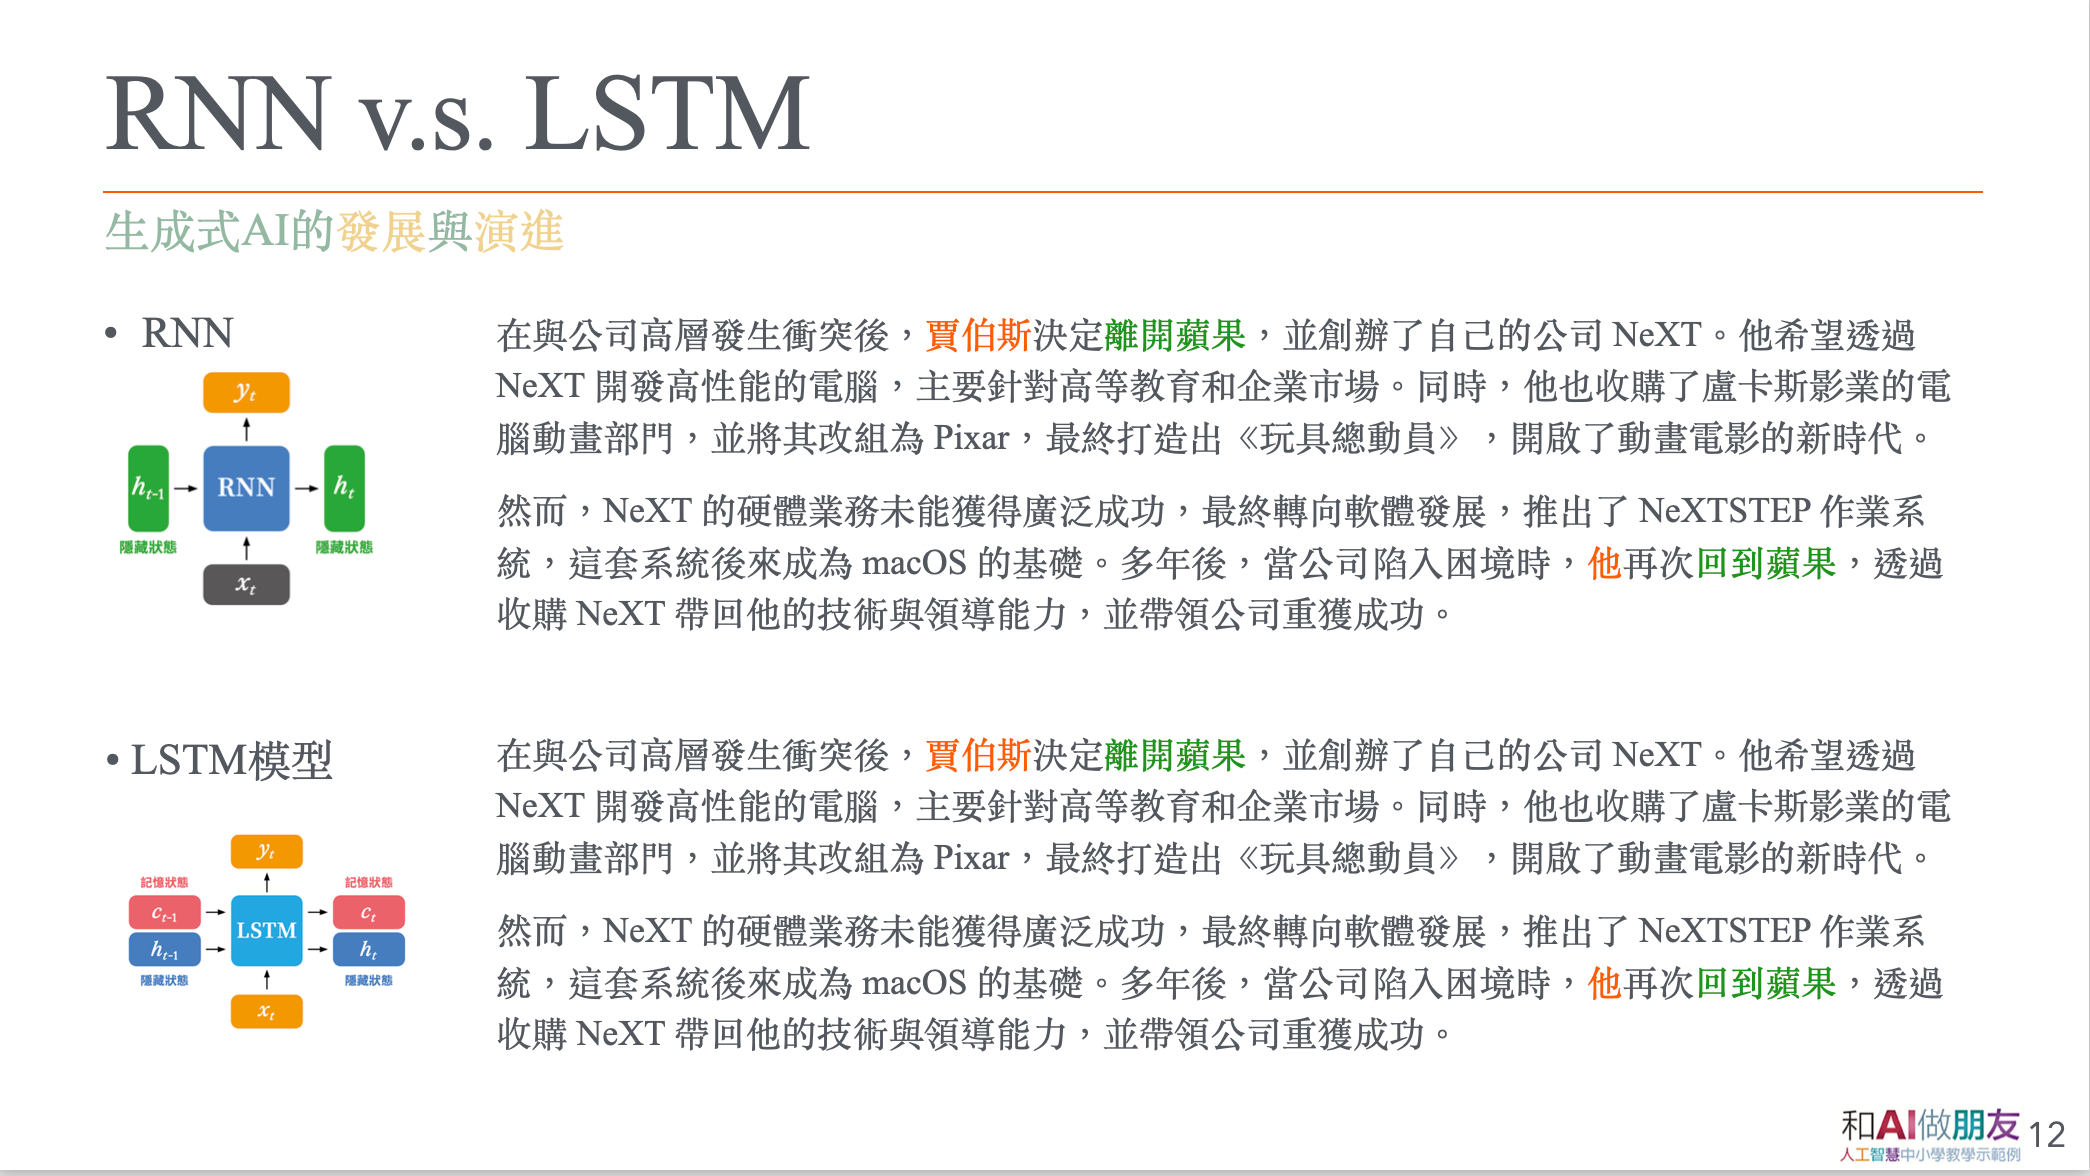 RNN v.s. LSTM
生成式AI的發展與演進
• RNN
y_t
h_t-1
RNN
h_t
隱藏狀態
隱藏狀態
x_t
在與公司高層發生衝突後，賈伯斯決定離開蘋果，並創辦了自己的公司 NeXT。他希望透過
NeXT 開發高性能的電腦，主要針對高等教育和企業市場。同時，他也收購了盧卡斯影業的電
腦動畫部門，並將其改組為 Pixar，最終打造出《玩具總動員》，開啟了動畫電影的新時代。
然而，NeXT 的硬體業務未能獲得廣泛成功，最終轉向軟體發展，推出了 NeXTSTEP 作業系
統，這套系統後來成為 macOS 的基礎。多年後，當公司陷入困境時，他再次回到蘋果，透過
收購 NeXT 帶回他的技術與領導能力，並帶領公司重獲成功。
• LSTM模型
y_t
記憶狀態
記憶狀態
c_t-1
c_t
LSTM
h_t-1
h_t
隱藏狀態
隱藏狀態
x_t
在與公司高層發生衝突後，賈伯斯決定離開蘋果，並創辦了自己的公司 NeXT。他希望透過
NeXT 開發高性能的電腦，主要針對高等教育和企業市場。同時，他也收購了盧卡斯影業的電
腦動畫部門，並將其改組為 Pixar，最終打造出《玩具總動員》，開啟了動畫電影的新時代。
然而，NeXT 的硬體業務未能獲得廣泛成功，最終轉向軟體發展，推出了 NeXTSTEP 作業系
統，這套系統後來成為 macOS 的基礎。多年後，當公司陷入困境時，他再次回到蘋果，透過
收購 NeXT 帶回他的技術與領導能力，並帶領公司重獲成功。
和AI做朋友
人工智慧中小學教學示範例
12